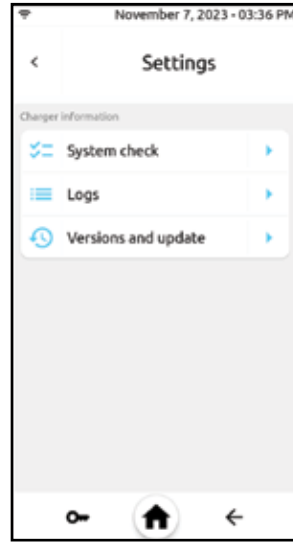 November 7, 2023 - 03:36 PM
Settings
Charger information
System check
Logs
Versions and update